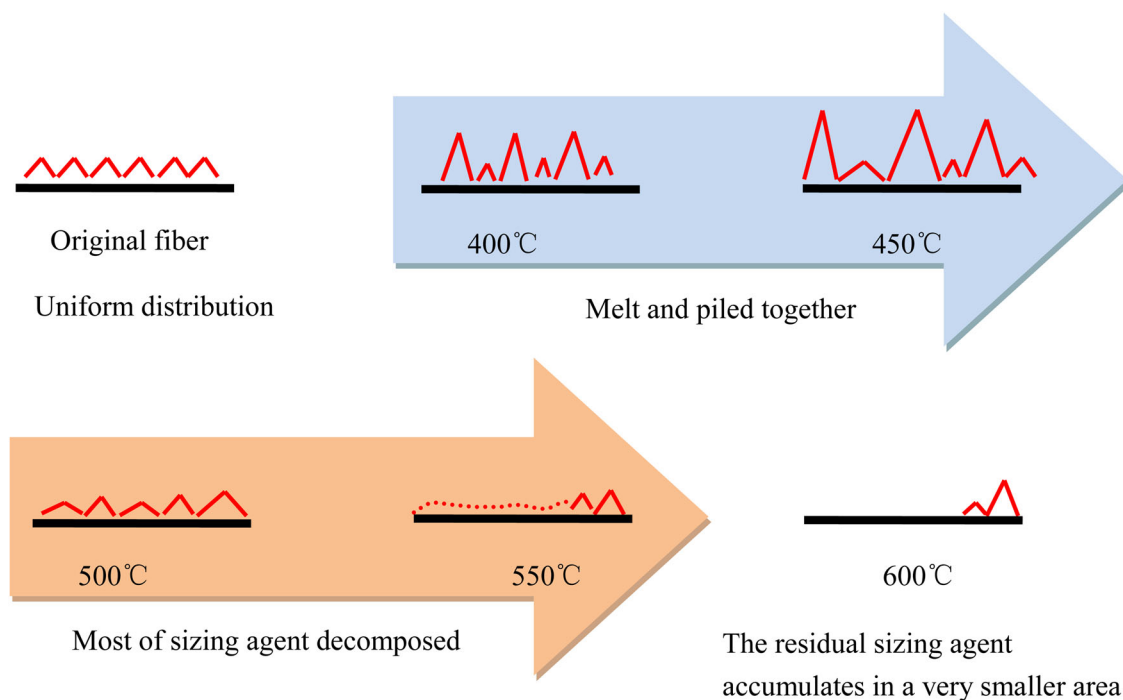 Original fiber
Uniform distribution
400℃
450℃
Melt and piled together
500℃
550℃
Most of sizing agent decomposed
600℃
The residual sizing agent
accumulates in a very smaller area